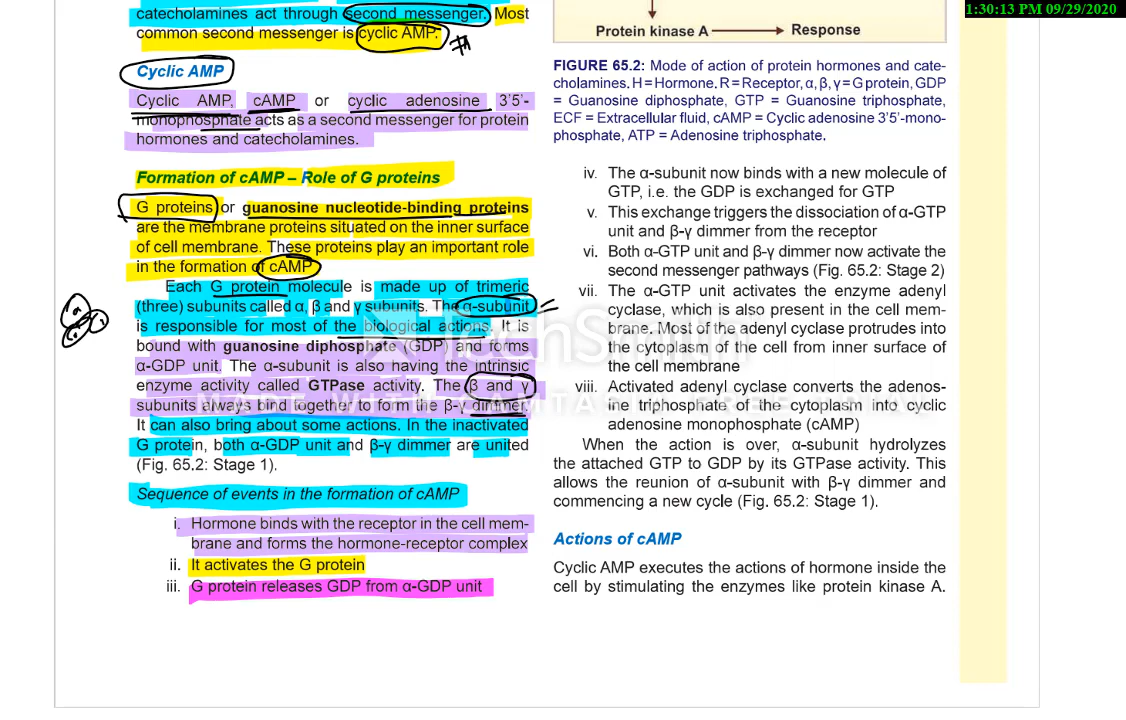 1:30:13 PM 09/29/2020
catecholamines act through second messenger. Most
common second messenger is cyclic AMP.
Cyclic AMP
Cyclic AMP, cAMP or cyclic adenosine 3'5'-
monophosphate acts as a second messenger for protein
hormones and catecholamines.
Formation of cAMP – Role of G proteins
G proteins or guanosine nucleotide-binding proteins
are the membrane proteins situated on the inner surface
of cell membrane. These proteins play an important role
in the formation of cAMP
Each G protein molecule is made up of trimeric
(three) subunits called α, β and γ subunits. The α-subunit
is responsible for most of the biological actions. It is
bound with guanosine diphosphate (GDP) and forms
α-GDP unit. The α-subunit is also having the intrinsic
enzyme activity called GTPase activity. The β and γ
subunits always bind together to form the β-γ dimmer.
It can also bring about some actions. In the inactivated
G protein, both α-GDP unit and β-γ dimmer are united
(Fig. 65.2: Stage 1).
Sequence of events in the formation of cAMP
i. Hormone binds with the receptor in the cell mem-
brane and forms the hormone-receptor complex
ii. It activates the G protein
iii. G protein releases GDP from α-GDP unit
Protein kinase A Response
FIGURE 65.2: Mode of action of protein hormones and cate-
cholamines. H = Hormone. R = Receptor, α, β, γ = G protein, GDP
= Guanosine diphosphate, GTP = Guanosine triphosphate,
ECF = Extracellular fluid, cAMP = Cyclic adenosine 3'5'-mono-
phosphate, ATP = Adenosine triphosphate.
iv. The α-subunit now binds with a new molecule of
GTP, i.e. the GDP is exchanged for GTP
v. This exchange triggers the dissociation of α-GTP
unit and β-γ dimmer from the receptor
vi. Both α-GTP unit and β-γ dimmer now activate the
second messenger pathways (Fig. 65.2: Stage 2)
vii. The α-GTP unit activates the enzyme adenyl
cyclase, which is also present in the cell mem-
brane. Most of the adenyl cyclase protrudes into
the cytoplasm of the cell from inner surface of
the cell membrane
viii. Activated adenyl cyclase converts the adenos-
ine triphosphate of the cytoplasm into cyclic
adenosine monophosphate (cAMP)
When the action is over, α-subunit hydrolyzes
the attached GTP to GDP by its GTPase activity. This
allows the reunion of α-subunit with β-γ dimmer and
commencing a new cycle (Fig. 65.2: Stage 1).
Actions of cAMP
Cyclic AMP executes the actions of hormone inside the
cell by stimulating the enzymes like protein kinase A.
TechSmith
MADE WITH CAMTASIA FREE TRIAL